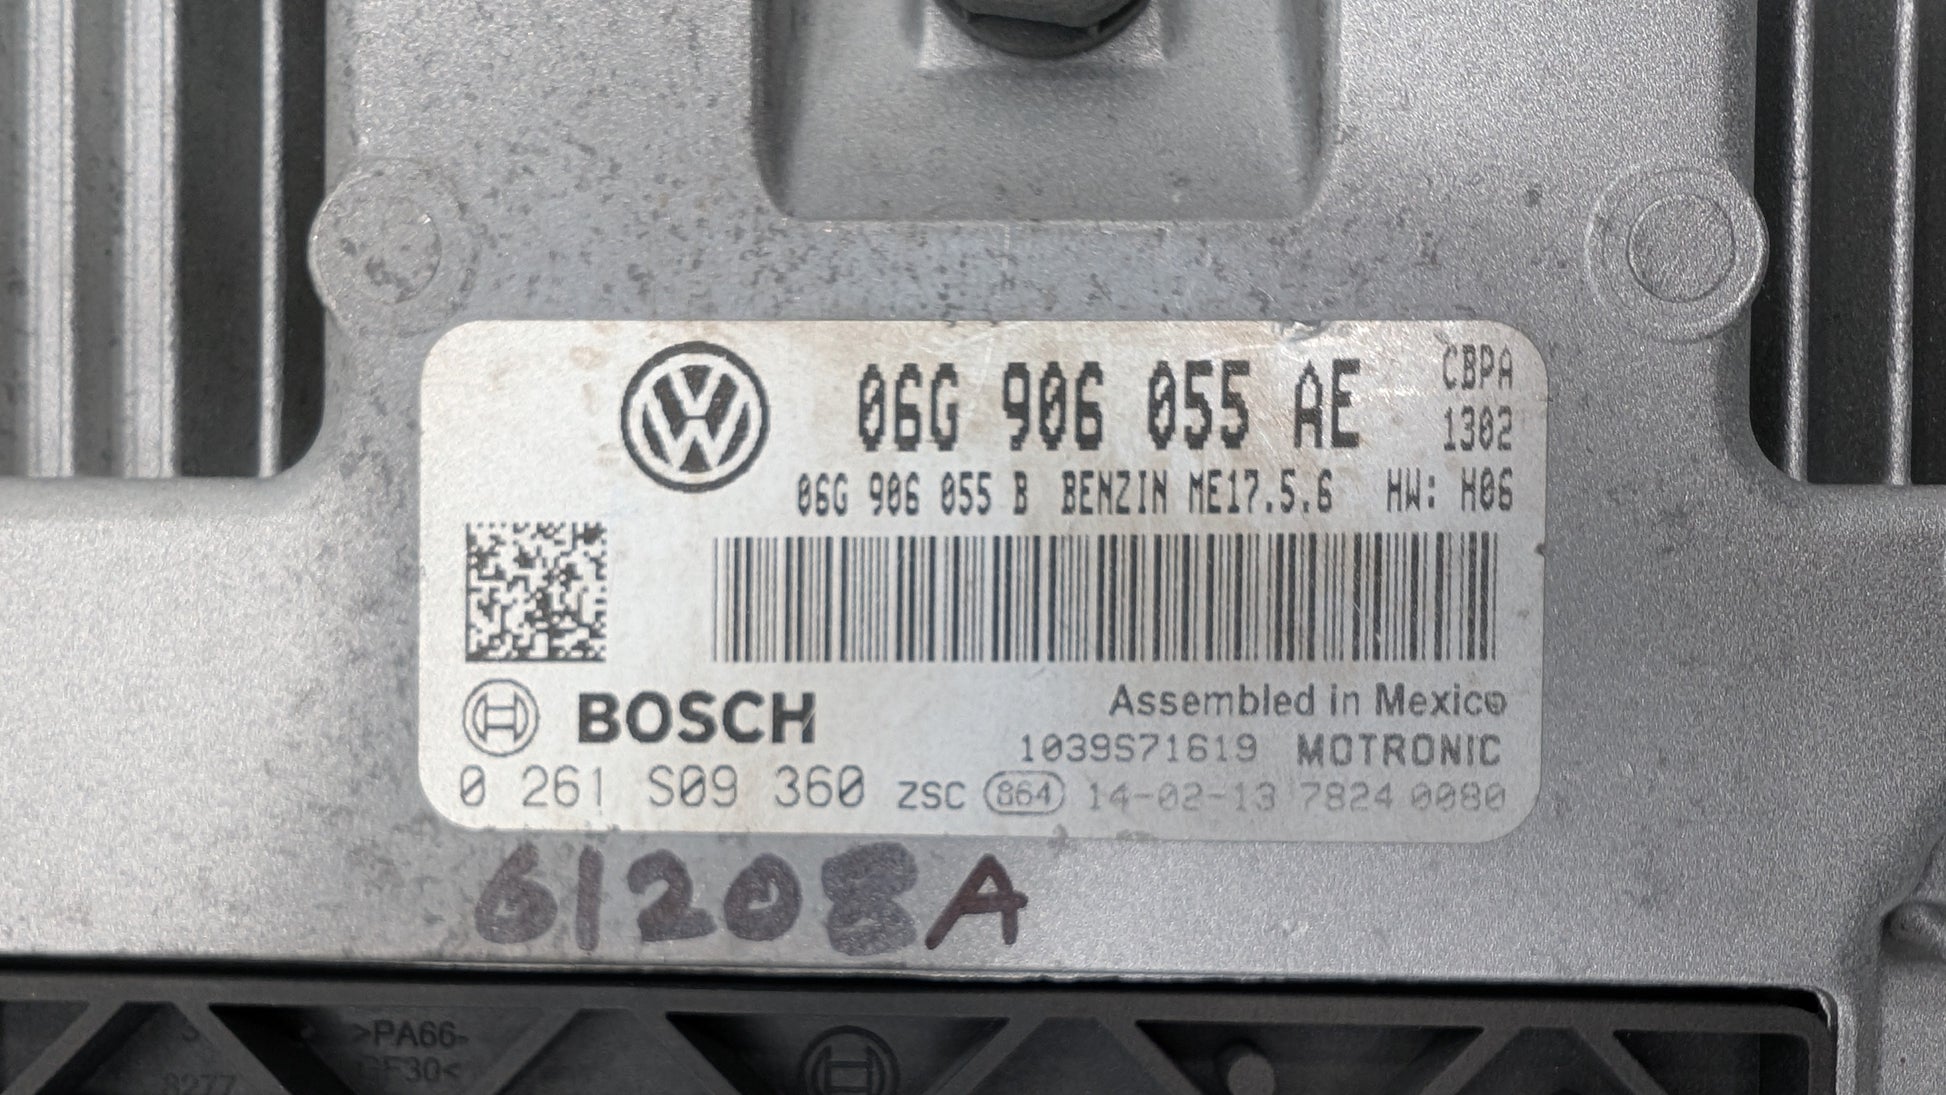 06G 906 055 AE CBPA
1302
06G 906 055 B BENZIN ME17.5.6 HW: H06
BOSCH
Assembled in Mexico
1039S71619 MOTRONIC
0 261 S09 360 ZSC 864 14-02-13 7824 0080
61208A
>PA66-
GF30<
8277